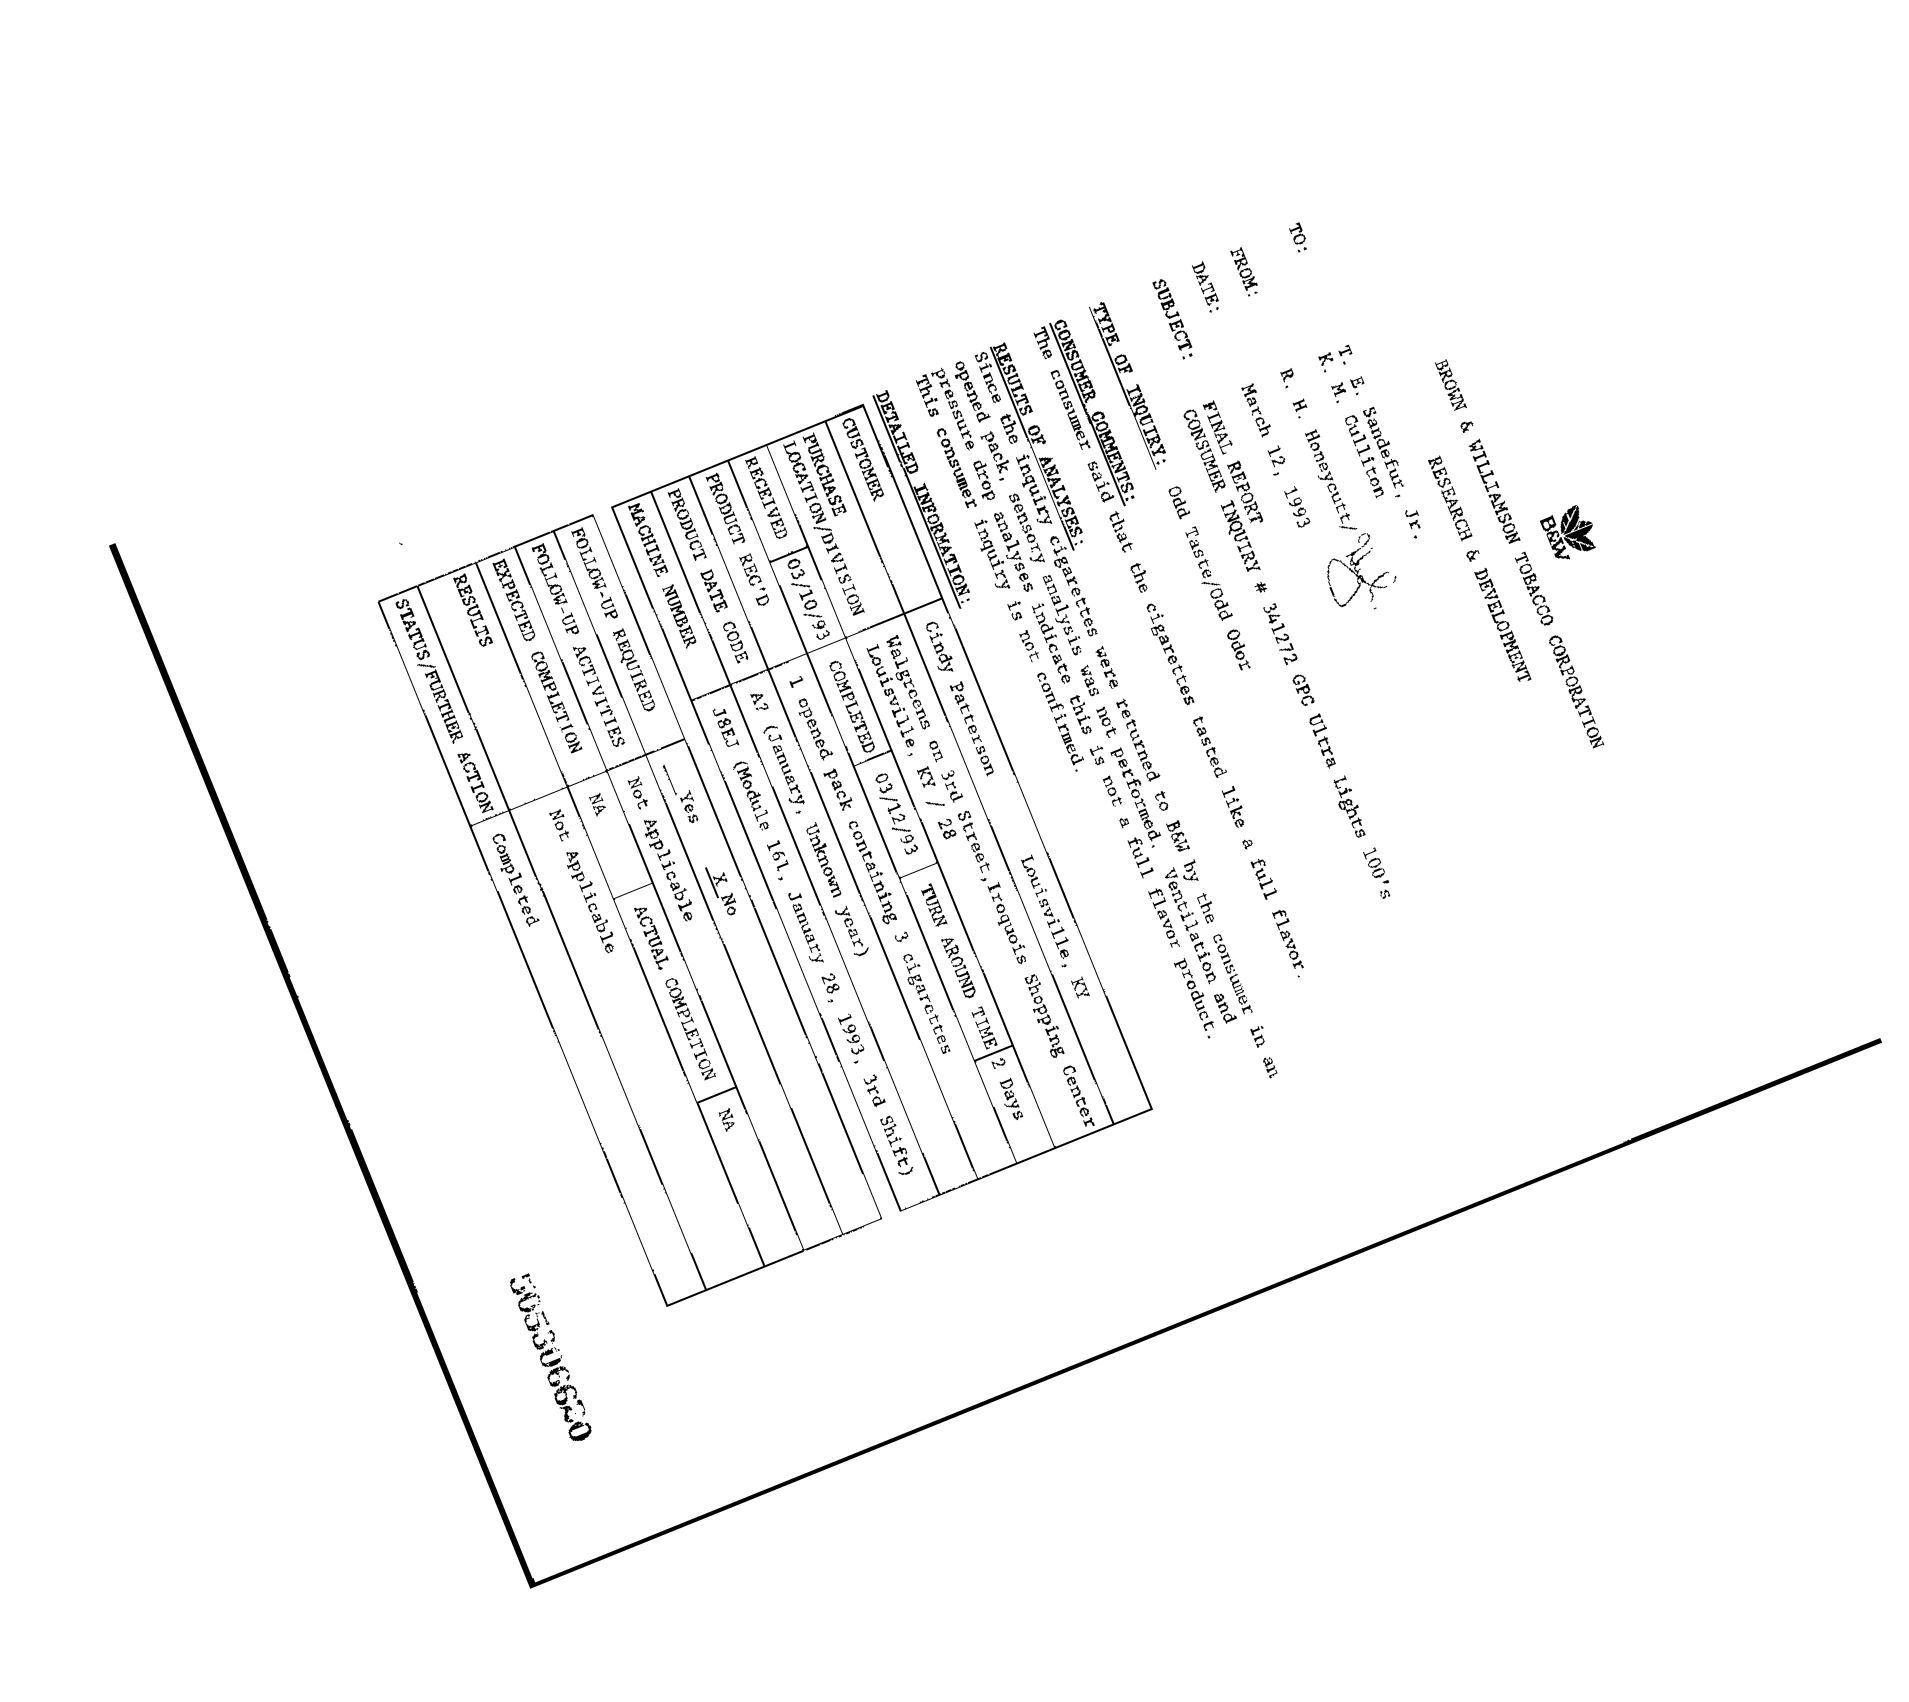 B&W
BROWN & WILLIAMSON TOBACCO CORPORATION
RESEARCH & DEVELOPMENT
TO: T. E. Sandefur, Jr.
K. M. Culliton
FROM: R. H. Honeycutt/
DATE: March 12, 1993
SUBJECT: FINAL REPORT
CONSUMER INQUIRY # 341272 GPC Ultra Lights 100's
TYPE OF INQUIRY: Odd Taste/Odd Odor
CONSUMER COMMENTS:
The consumer said that the cigarettes tasted like a full flavor.
RESULTS OF ANALYSES:
Since the inquiry cigarettes were returned to B&W by the consumer in an
opened pack, sensory analysis was not performed. Ventilation and
pressure drop analyses indicate this is not a full flavor product.
This consumer inquiry is not confirmed.
DETAILED INFORMATION:
CUSTOMER Cindy Patterson Louisville, KY
PURCHASE Walgreens on 3rd Street,Iroquois Shopping Center
LOCATION/DIVISION Louisville, KY / 28
RECEIVED 03/10/93 COMPLETED 03/12/93 TURN AROUND TIME 2 Days
PRODUCT REC'D 1 opened pack containing 3 cigarettes
PRODUCT DATE CODE A? (January, Unknown year)
MACHINE NUMBER J8EJ (Module 161, January 28, 1993, 3rd Shift)
FOLLOW-UP REQUIRED ___ Yes X No
FOLLOW-UP ACTIVITIES Not Applicable
EXPECTED COMPLETION NA ACTUAL COMPLETION NA
RESULTS Not Applicable
STATUS/FURTHER ACTION Completed
505306620